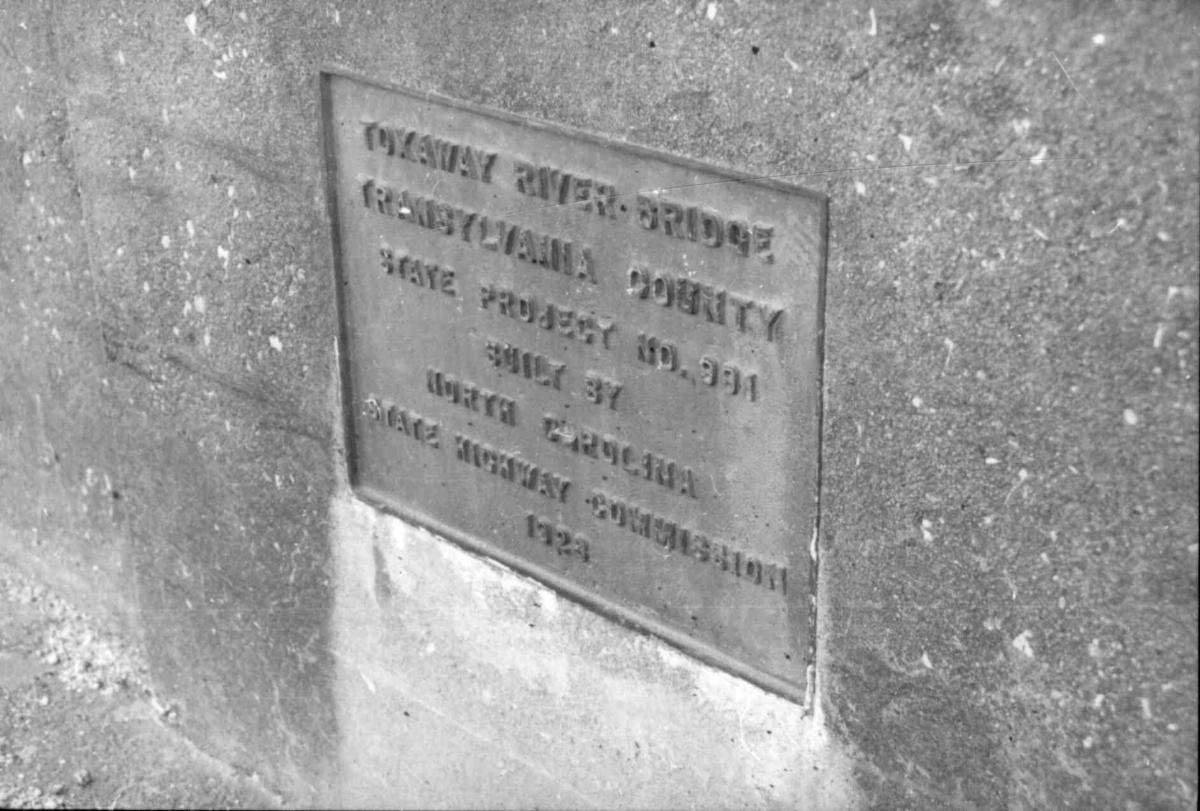 TOXAWAY RIVER BRIDGE
TRANSYLVANIA COUNTY
STATE PROJECT NO. 991
BUILT BY
NORTH CAROLINA
STATE HIGHWAY COMMISSION
1923